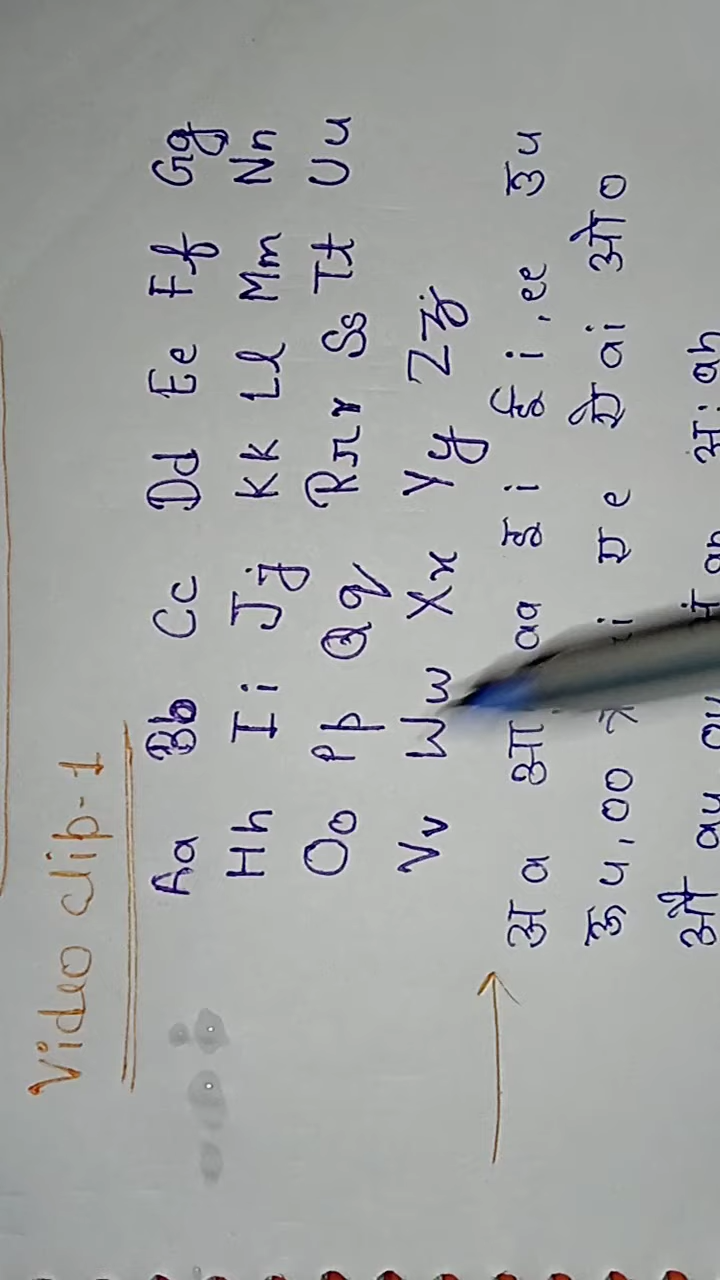 Video clip-1
Aa Bb Cc Dd Ee Ff Gg
Hh Ii Jj Kk Ll Mm Nn
Oo Pp Qq Rr r Ss Tt Uu
Vv Ww Xx Yy Zz
अ a आ aa इ i ई i, ee उ u
ऊ u, oo ए e ऐ ai ओ o
औ au अ: ah